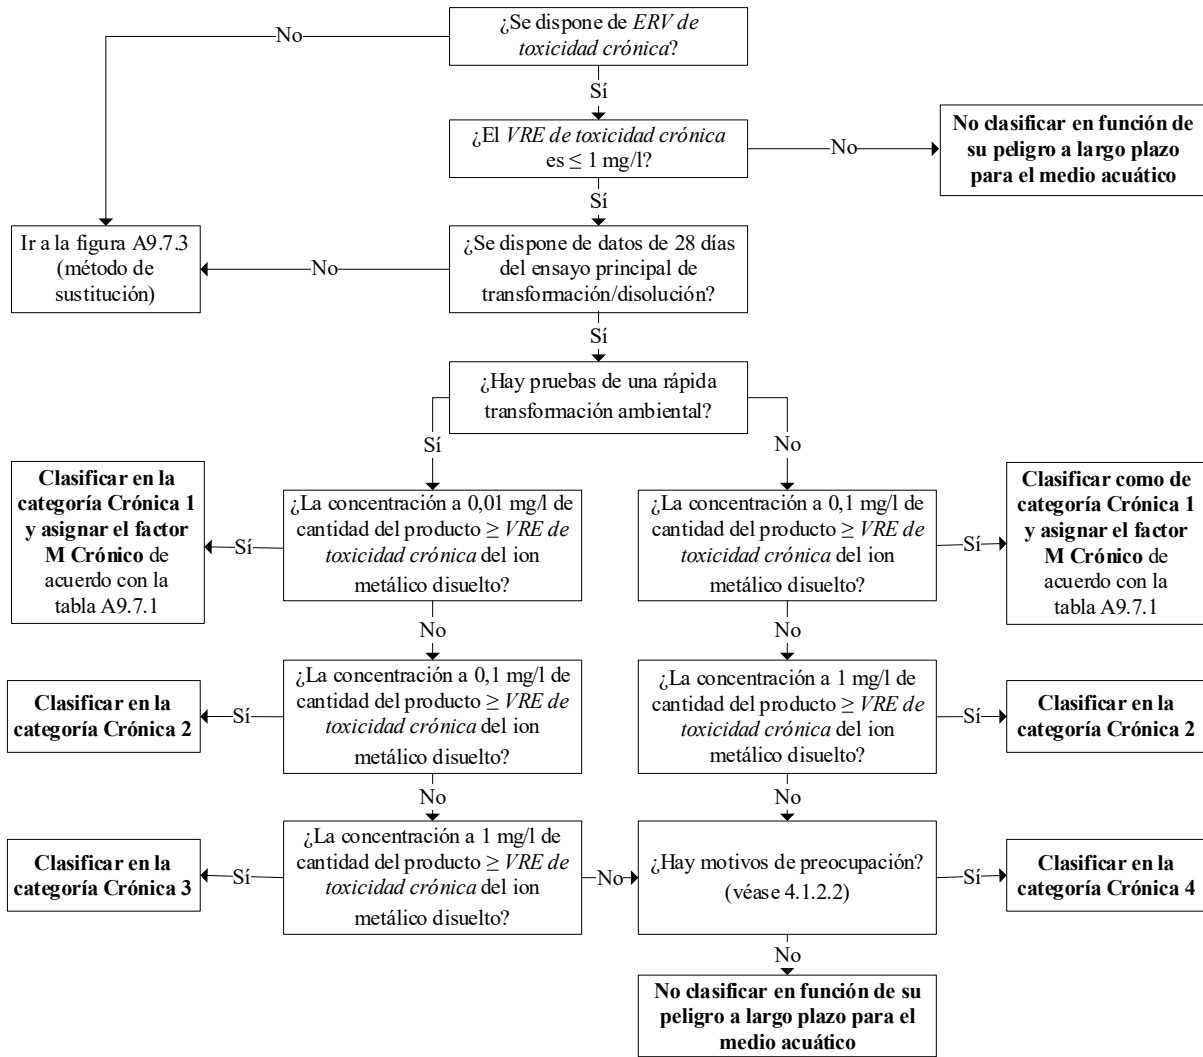 ¿Se dispone de ERV de
toxicidad crónica?
No
Sí
¿El VRE de toxicidad crónica
es ≤ 1 mg/l?
No
No clasificar en función de
su peligro a largo plazo
para el medio acuático
Sí
Ir a la figura A9.7.3
(método de
sustitución)
No
¿Se dispone de datos de 28 días
del ensayo principal de
transformación/disolución?
Sí
¿Hay pruebas de una rápida
transformación ambiental?
Sí
No
Clasificar en la
categoría Crónica 1
y asignar el factor
M Crónico de
acuerdo con la
tabla A9.7.1
Sí
¿La concentración a 0,01 mg/l de
cantidad del producto ≥ VRE de
toxicidad crónica del ion
metálico disuelto?
¿La concentración a 0,1 mg/l de
cantidad del producto ≥ VRE de
toxicidad crónica del ion
metálico disuelto?
Sí
Clasificar como de
categoría Crónica 1
y asignar el factor
M Crónico de
acuerdo con la
tabla A9.7.1
No
No
Clasificar en la
categoría Crónica 2
Sí
¿La concentración a 0,1 mg/l de
cantidad del producto ≥ VRE de
toxicidad crónica del ion
metálico disuelto?
¿La concentración a 1 mg/l de
cantidad del producto ≥ VRE de
toxicidad crónica del ion
metálico disuelto?
Sí
Clasificar en la
categoría Crónica 2
No
No
Clasificar en la
categoría Crónica 3
Sí
¿La concentración a 1 mg/l de
cantidad del producto ≥ VRE de
toxicidad crónica del ion
metálico disuelto?
No
¿Hay motivos de preocupación?
(véase 4.1.2.2)
Sí
Clasificar en la
categoría Crónica 4
No
No clasificar en función de su
peligro a largo plazo para el
medio acuático